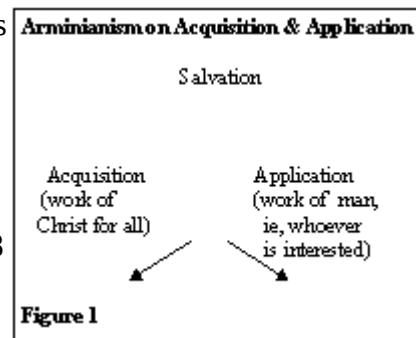 s
Arminianism on Acquisition & Application
Salvation
Acquisition
(work of
Christ for all)
Application
(work of man,
ie, whoever
is interested)
3
Figure 1